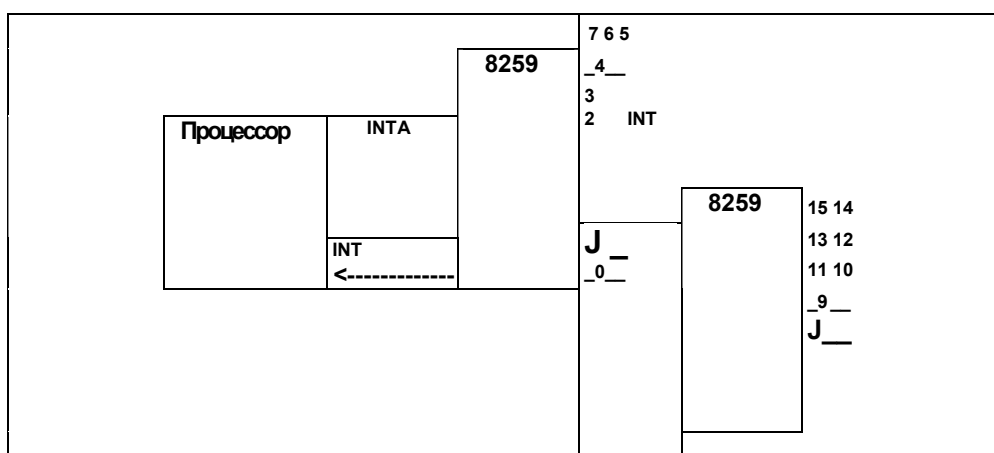 7 6 5
8259
_4__
3
2 INT
Процессор
INTA
8259
15 14
INT
<-------------
J _
_0__
13 12
11 10
_9__
J__